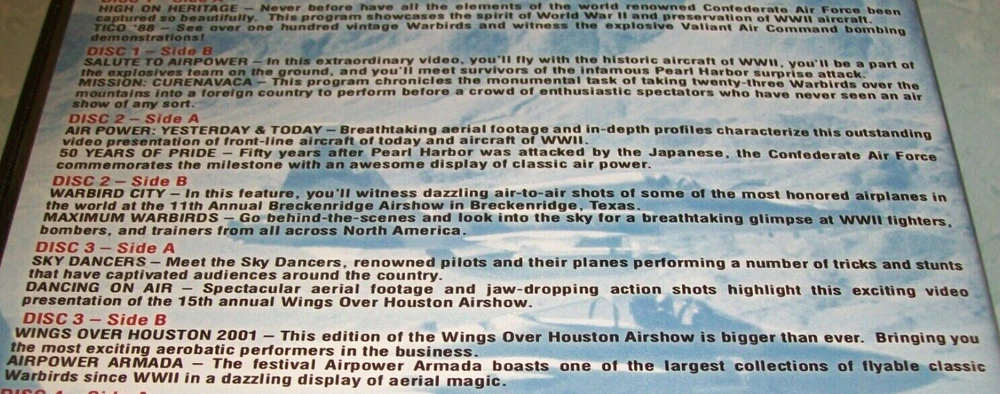 HIGH ON HERITAGE – Never before have all the elements of the world renowned Confederate Air Force been
captured so beautifully. This program showcases the spirit of World War II and preservation of WWII aircraft.
TICO '88 – See over one hundred vintage Warbirds and witness the explosive Valiant Air Command bombing
demonstrations!
DISC 1 – Side B
SALUTE TO AIRPOWER – In this extraordinary video, you'll fly with the historic aircraft of WWII, you'll be a part of
the explosives team on the ground, and you'll meet survivors of the infamous Pearl Harbor surprise attack.
MISSION: CURENAVACA – This program chronicles the monumental task of taking twenty-three Warbirds over the
mountains into a foreign country to perform before a crowd of enthusiastic spectators who have never seen an air
show of any sort.
DISC 2 – Side A
AIR POWER: YESTERDAY & TODAY – Breathtaking aerial footage and in-depth profiles characterize this outstanding
video presentation of front-line aircraft of today and aircraft of WWII.
50 YEARS OF PRIDE – Fifty years after Pearl Harbor was attacked by the Japanese, the Confederate Air Force
commemorates the milestone with an awesome display of classic air power.
DISC 2 – Side B
WARBIRD CITY – In this feature, you'll witness dazzling air-to-air shots of some of the most honored airplanes in
the world at the 11th Annual Breckenridge Airshow in Breckenridge, Texas.
MAXIMUM WARBIRDS – Go behind-the-scenes and look into the sky for a breathtaking glimpse at WWII fighters,
bombers, and trainers from all across North America.
DISC 3 – Side A
SKY DANCERS – Meet the Sky Dancers, renowned pilots and their planes performing a number of tricks and stunts
that have captivated audiences around the country.
DANCING ON AIR – Spectacular aerial footage and jaw-dropping action shots highlight this exciting video
presentation of the 15th annual Wings Over Houston Airshow.
DISC 3 – Side B
WINGS OVER HOUSTON 2001 – This edition of the Wings Over Houston Airshow is bigger than ever. Bringing you
the most exciting aerobatic performers in the business.
AIRPOWER ARMADA – The festival Airpower Armada boasts one of the largest collections of flyable classic
Warbirds since WWII in a dazzling display of aerial magic.